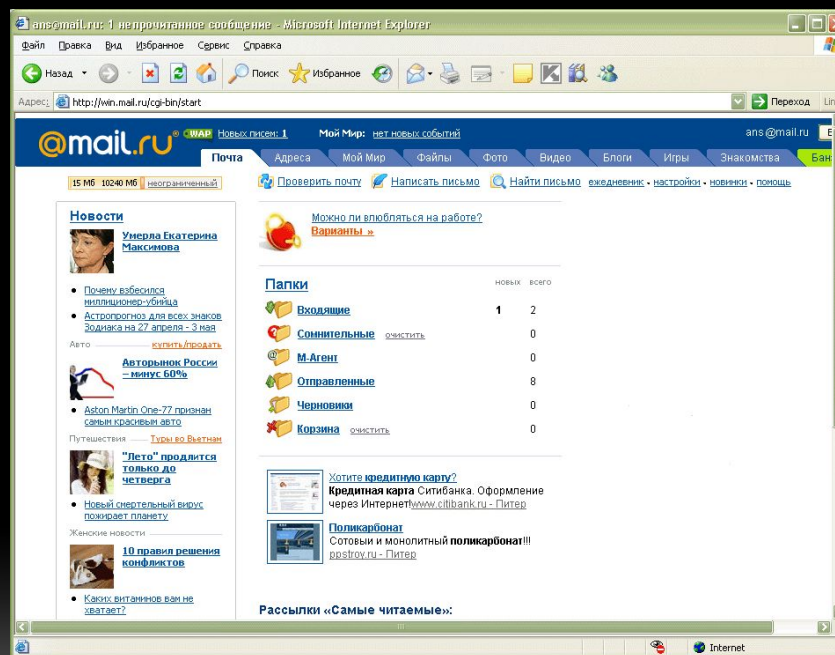 ans@mail.ru: 1 непрочитанное сообщение - Microsoft Internet Explorer
Файл Правка Вид Избранное Сервис Справка
Назад Поиск Избранное
Адрес: http://win.mail.ru/cgi-bin/start Переход
@mail.ru® WAP Новых писем: 1 Мой Мир: нет новых событий ans@mail.ru
Почта Адреса Мой Мир Файлы Фото Видео Блоги Игры Знакомства
15 Мб 10240 Мб неограниченный Проверить почту Написать письмо Найти письмо ежедневник • настройки • новинки • помощь
Новости
Умерла Екатерина
Максимова
Почему взбесился
миллиционер-убийца
Астропрогноз для всех знаков
Зодиака на 27 апреля - 3 мая
Авто купить/продать
Авторынок России
– минус 60%
Aston Martin One-77 признан
самым красивым авто
Путешествия Туры во Вьетнам
"Лето" продлится
только до
четверга
Новый смертельный вирус
пожирает планету
Женские новости
10 правил решения
конфликтов
Каких витаминов вам не
хватает?
Можно ли влюбляться на работе?
Варианты »
Папки новых всего
Входящие 1 2
Сомнительные очистить 0
М-Агент 0
Отправленные 8
Черновики 0
Корзина очистить 0
Хотите кредитную карту?
Кредитная карта Ситибанка. Оформление
через Интернет!www.citibank.ru - Питер
Поликарбонат
Сотовый и монолитный поликарбонат!!!
ppstroy.ru - Питер
Рассылки «Самые читаемые»:
Internet